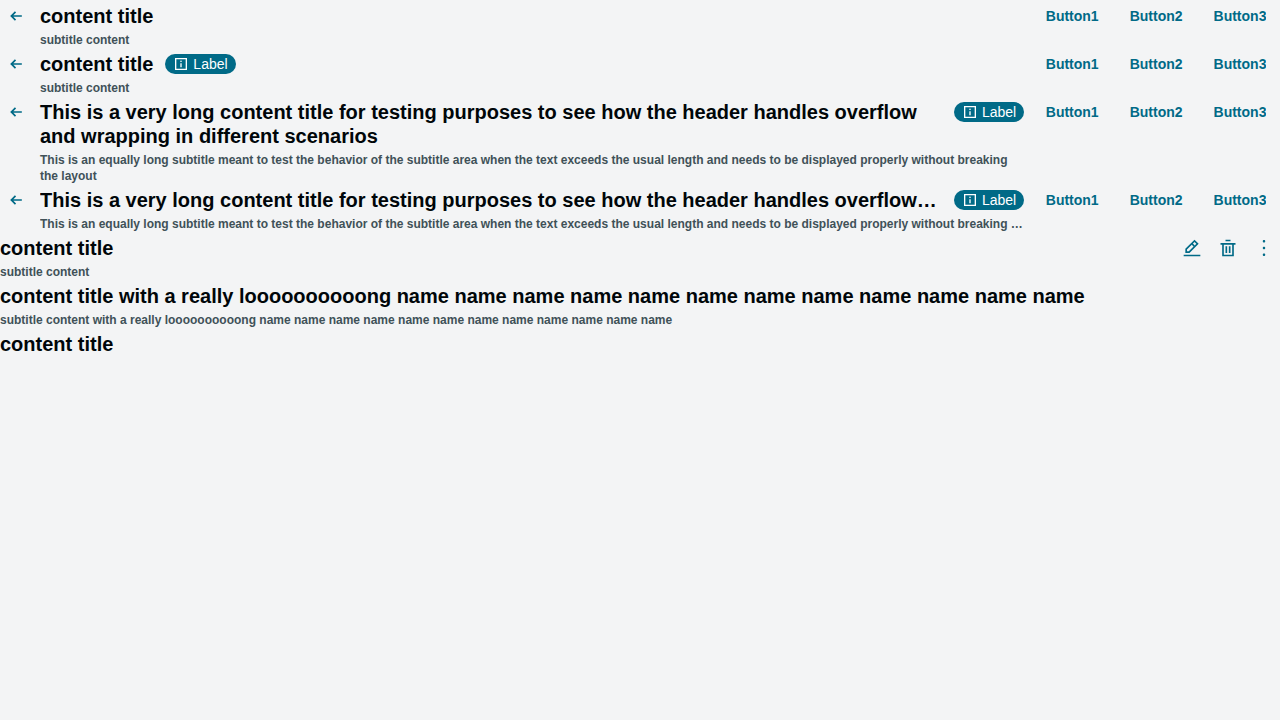 content title Button1 Button2 Button3
subtitle content
content title Label Button1 Button2 Button3
subtitle content
This is a very long content title for testing purposes to see how the header handles overflow Label Button1 Button2 Button3
and wrapping in different scenarios
This is an equally long subtitle meant to test the behavior of the subtitle area when the text exceeds the usual length and needs to be displayed properly without breaking
the layout
This is a very long content title for testing purposes to see how the header handles overflow… Label Button1 Button2 Button3
This is an equally long subtitle meant to test the behavior of the subtitle area when the text exceeds the usual length and needs to be displayed properly without breaking …
content title
subtitle content
content title with a really loooooooooong name name name name name name name name name name name name
subtitle content with a really loooooooooong name name name name name name name name name name name name
content title